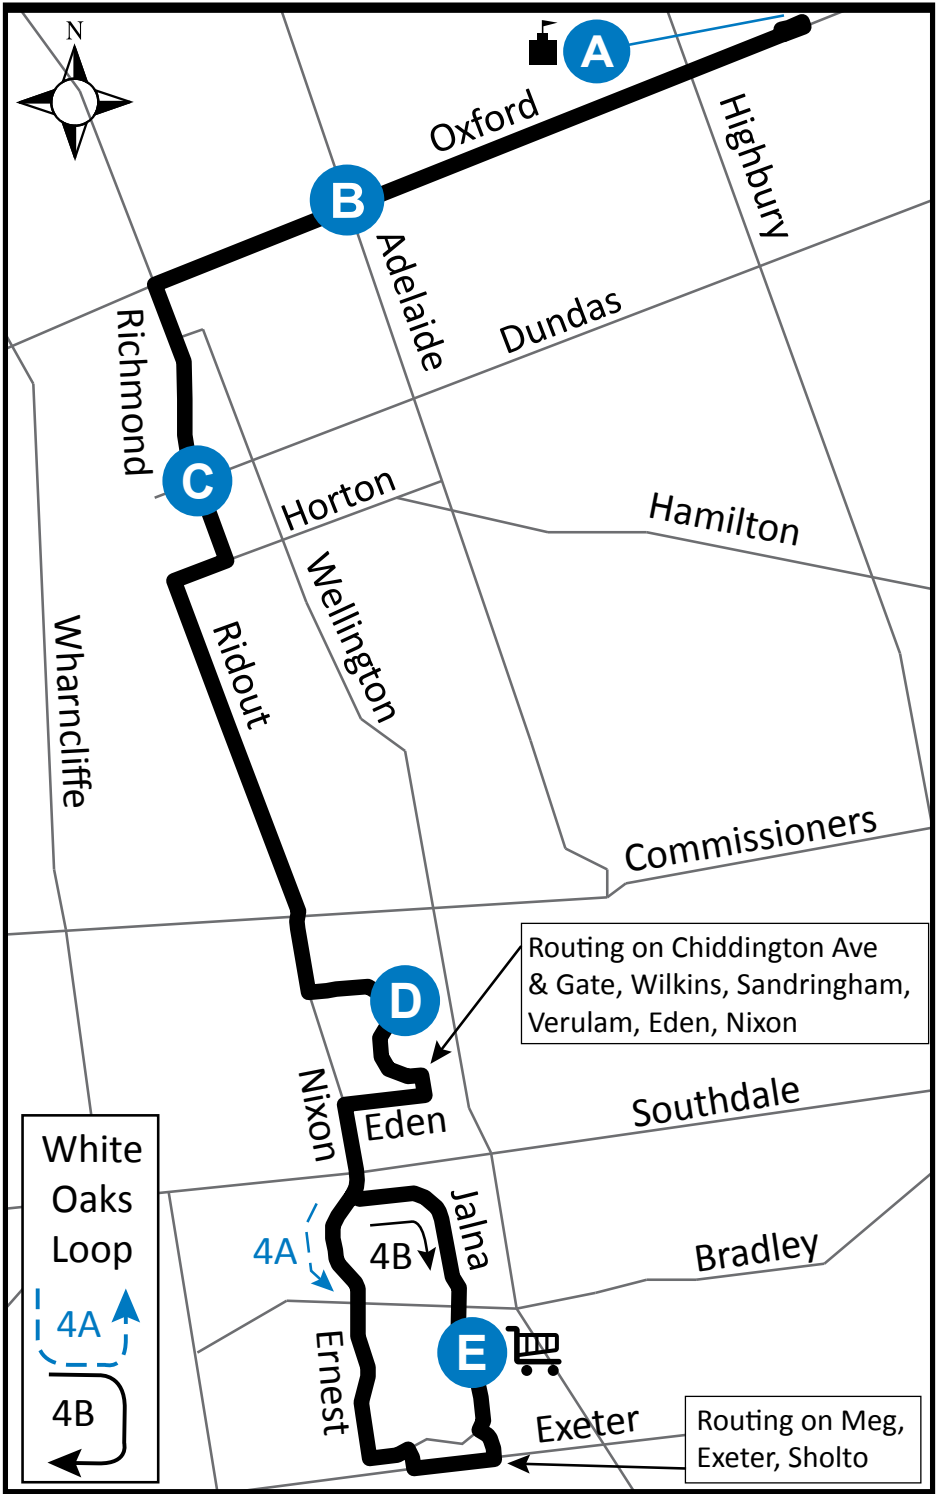 N
A
Oxford
Highbury
B
Adelaide
Dundas
Richmond
C
Horton
Hamilton
Wellington
Ridout
Wharncliffe
Commissioners
Routing on Chiddington Ave
& Gate, Wilkins, Sandringham,
Verulam, Eden, Nixon
D
Nixon
Eden
Southdale
White
Oaks
Loop
4A
4B
4A
4B
Jalna
Bradley
Ernest
E
Exeter
Routing on Meg,
Exeter, Sholto